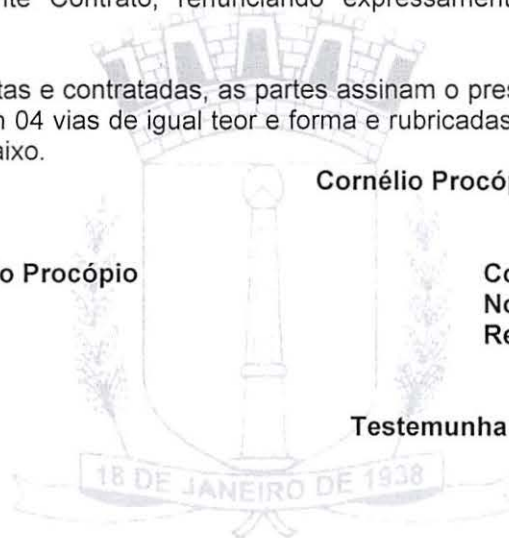 nte Contrato, renunciando expressament
tas e contratadas, as partes assinam o pres
n 04 vias de igual teor e forma e rubricadas
aixo.
Cornélio Procóp
o Procópio
Co
No
Re
Testemunha
18 DE JANEIRO DE 1938